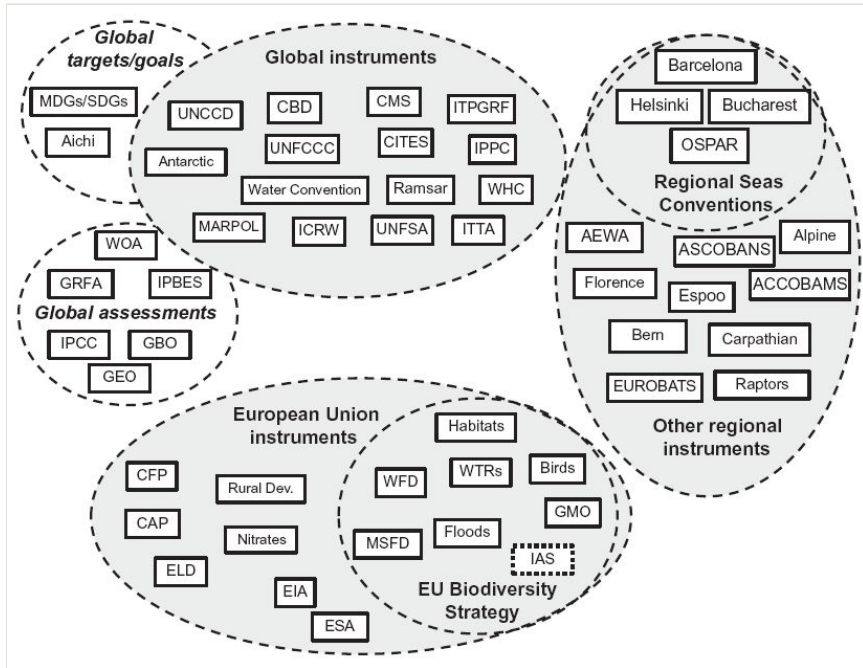 Global
targets/goals
MDGs/SDGs
Aichi
Global instruments
UNCCD
CBD
CMS
ITPGRF
Antarctic
UNFCCC
CITES
IPPC
Water Convention
Ramsar
WHC
MARPOL
ICRW
UNFSA
ITTA
Barcelona
Helsinki
Bucharest
OSPAR
Regional Seas
Conventions
AEWA
ASCOBANS
Alpine
Florence
Espoo
ACCOBAMS
Bern
Carpathian
EUROBATS
Raptors
Other regional
instruments
WOA
GRFA
IPBES
Global assessments
IPCC
GBO
GEO
European Union
instruments
CFP
Rural Dev.
CAP
Nitrates
ELD
EIA
ESA
Habitats
WFD
WTRs
Birds
GMO
MSFD
Floods
IAS
EU Biodiversity
Strategy